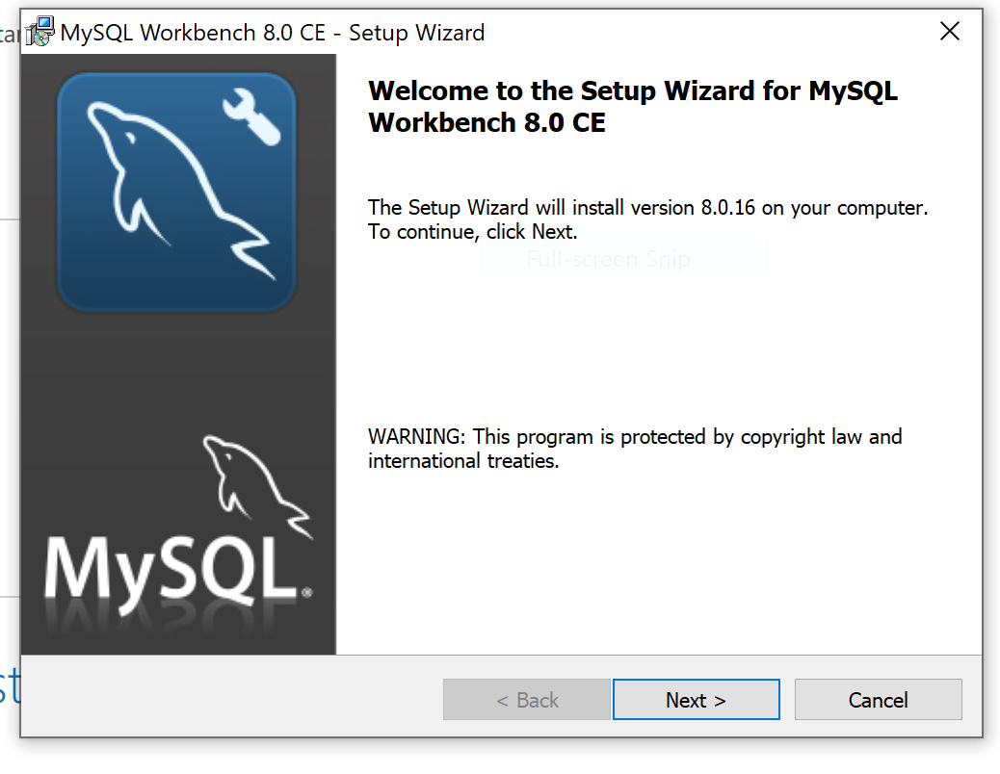 MySQL Workbench 8.0 CE - Setup Wizard
Welcome to the Setup Wizard for MySQL
Workbench 8.0 CE
The Setup Wizard will install version 8.0.16 on your computer.
To continue, click Next.
Full-screen Snip
WARNING: This program is protected by copyright law and
international treaties.
MySQL®
< Back
Next >
Cancel